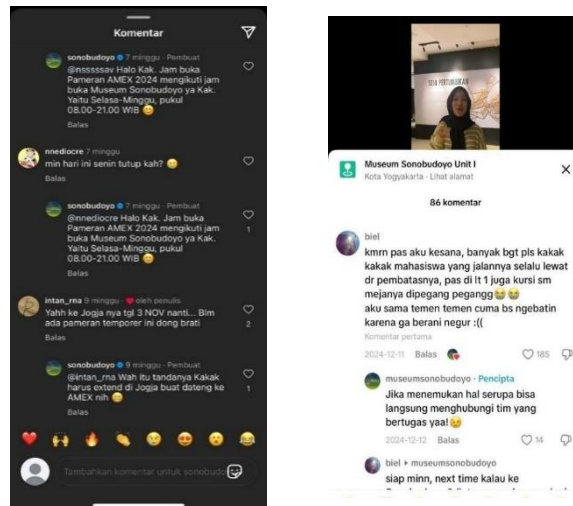 Komentar
sonobudoyo 7 minggu · Pembuat
@nsssssav Halo Kak. Jam buka
Pameran AMEX 2024 mengikuti jam
buka Museum Sonobudoyo ya Kak.
Yaitu Selasa-Minggu, pukul
08.00-21.00 WIB 😊
Balas
nnediocre 7 minggu
min hari ini senin tutup kah? 😊
Balas
sonobudoyo 7 minggu · Pembuat
@nnediocre Halo Kak. Jam buka
Pameran AMEX 2024 mengikuti jam
buka Museum Sonobudoyo ya Kak.
Yaitu Selasa-Minggu, pukul
08.00-21.00 WIB 😊
1
Balas
intan_rna 9 minggu · ❤️ oleh penulis
Yahh ke Jogja nya tgl 3 NOV nanti... Blm
ada pameran temporer ini dong brati
2
Balas
sonobudoyo 9 minggu · Pembuat
@intan_rna Wah itu tandanya Kakak
harus extend di Jogja buat dateng ke
AMEX nih 😊
1
Balas
Tambahkan komentar untuk sonobudo
PERTUNJUKAN
Museum Sonobudoyo Unit I
Kota Yogyakarta · Lihat alamat
86 komentar
biel
kmrn pas aku kesana, banyak bgt pls kakak
kakak mahasiswa yang jalannya selalu lewat
dr pembatasnya, pas di lt 1 juga kursi sm
mejanya dipegang pegangg 😭😭
aku sama temen temen cuma bs ngebatin
karena ga berani negur :((
Komentar pertama
2024-12-11 Balas 185
museumsonobudoyo · Pencipta
Jika menemukan hal serupa bisa
langsung menghubungi tim yang
bertugas yaa! 😉
2024-12-12 Balas 14
biel ▸ museumsonobudoyo
siap minn, next time kalau ke